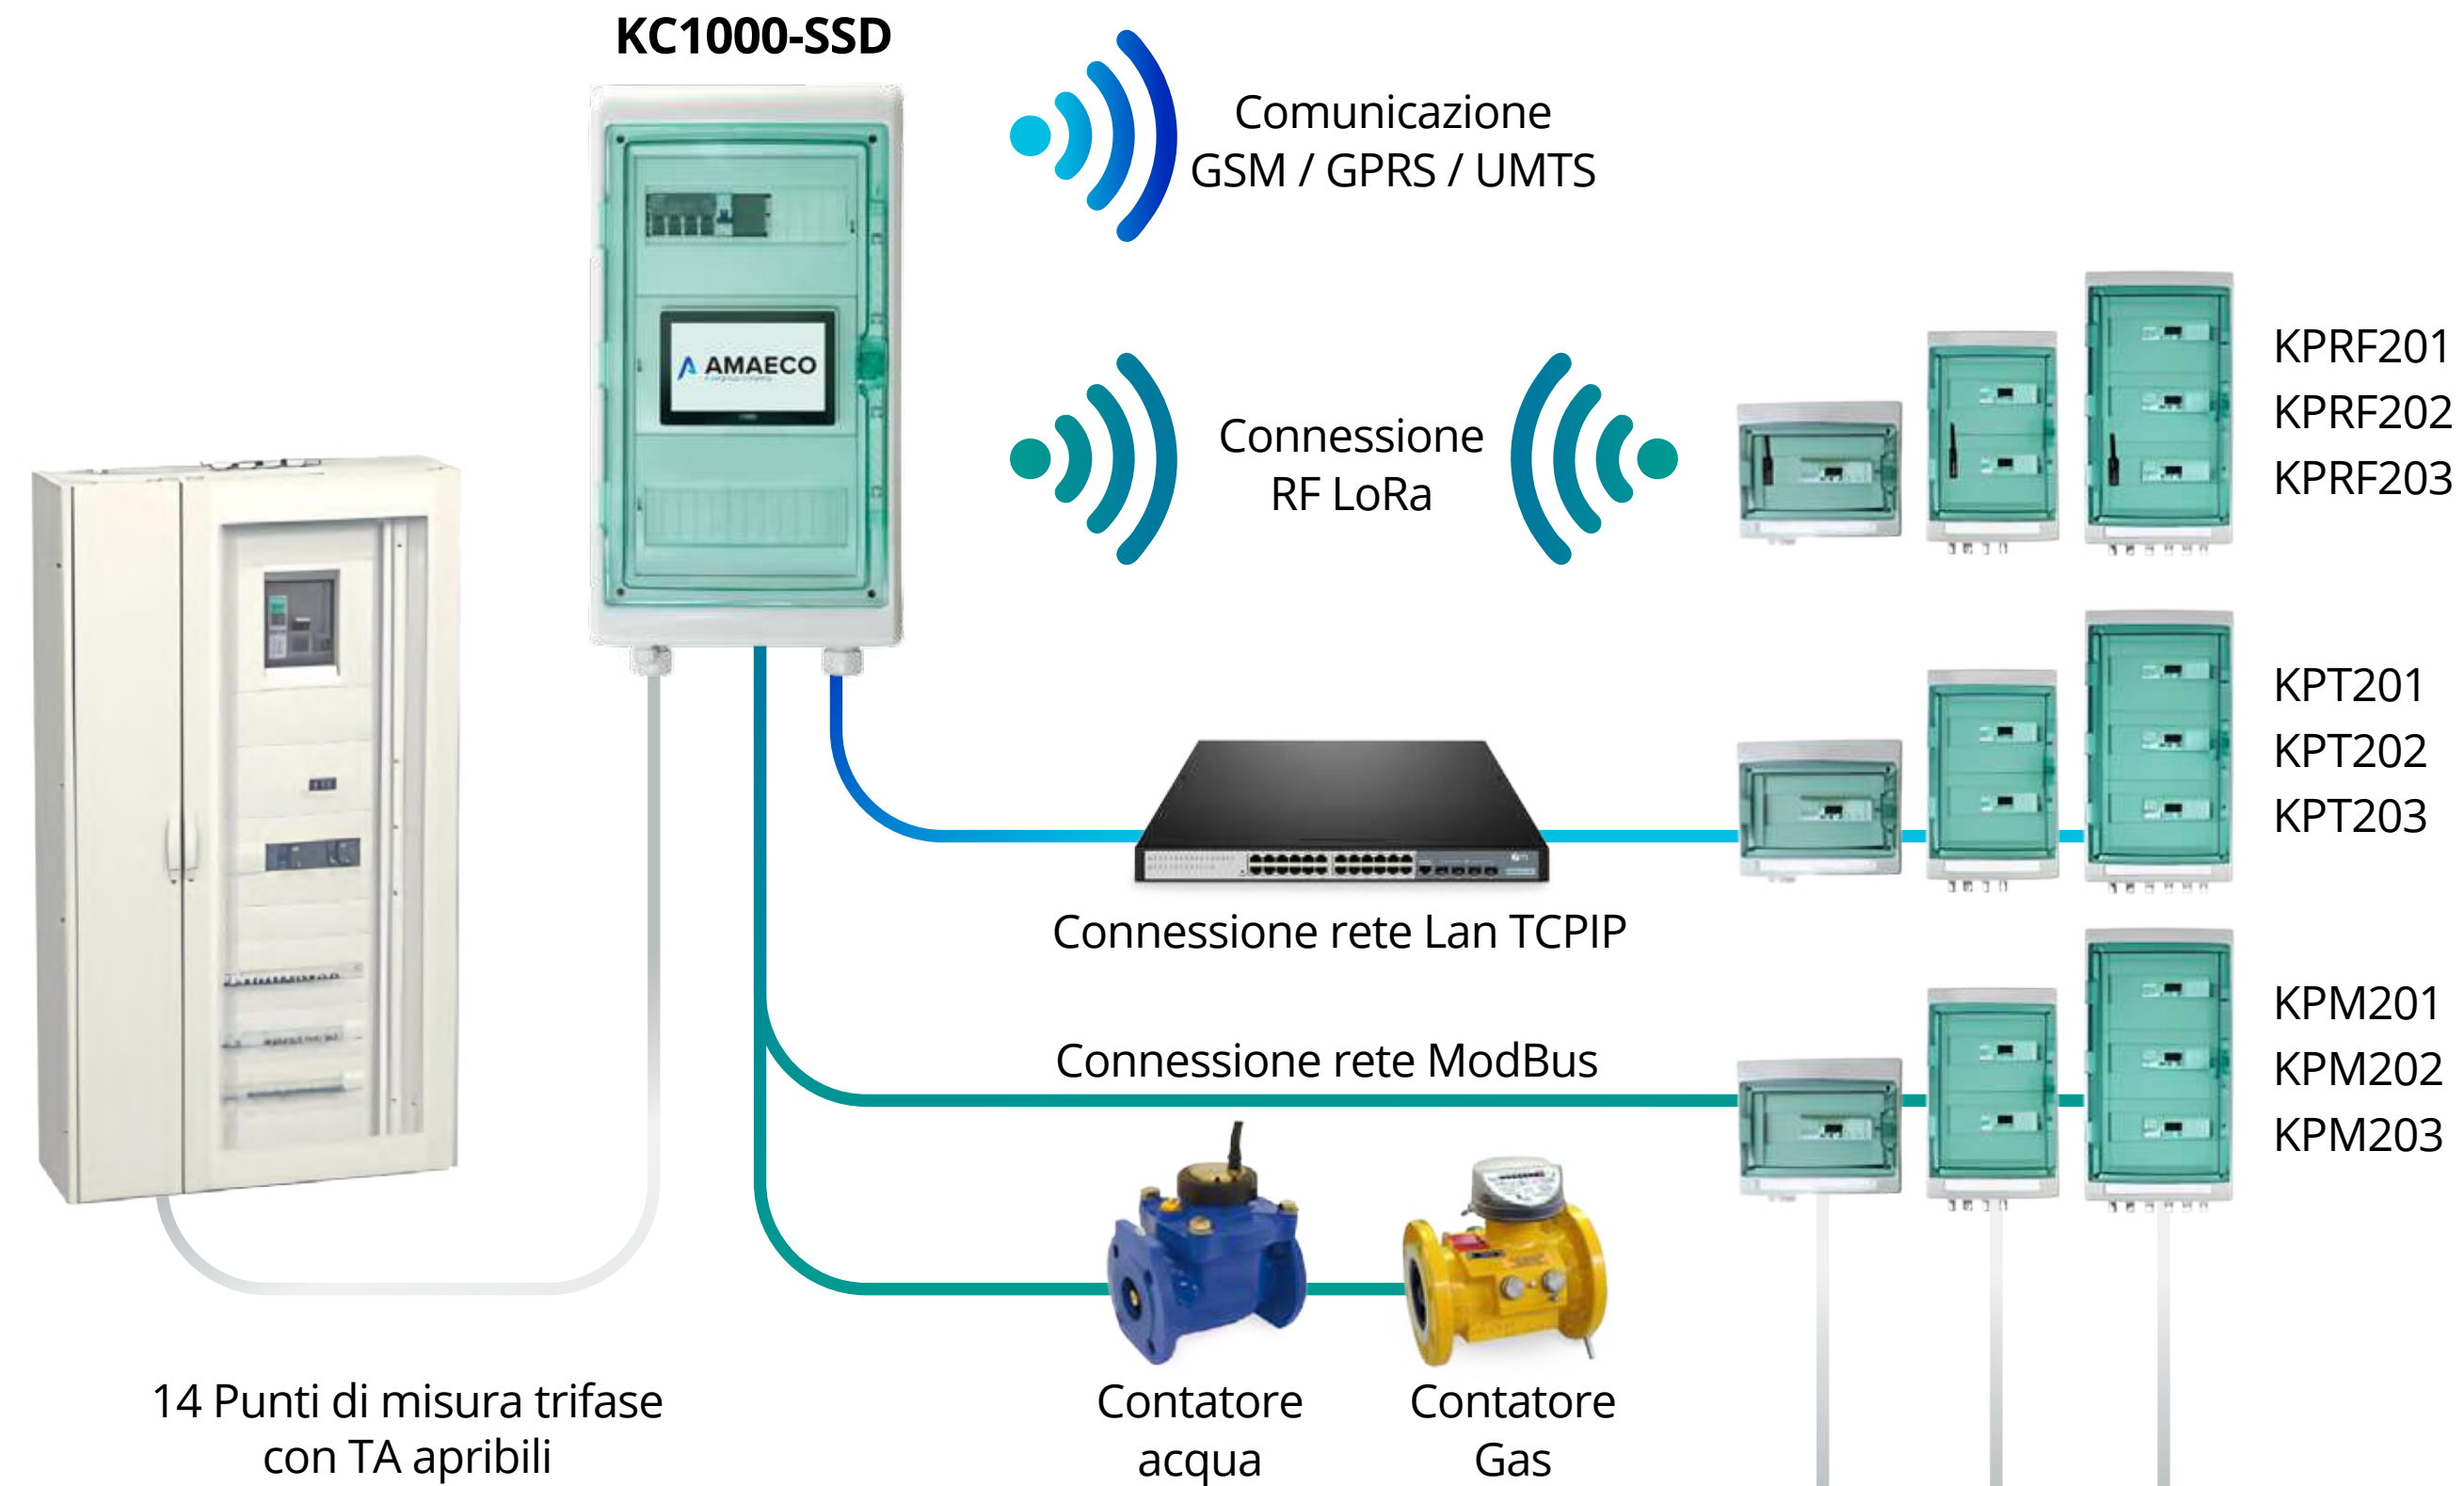 KC1000-SSD
Comunicazione
GSM / GPRS / UMTS
AMAECO
Connessione
RF LoRa
KPRF201
KPRF202
KPRF203
KPT201
KPT202
KPT203
Connessione rete Lan TCPIP
Connessione rete ModBus
KPM201
KPM202
KPM203
14 Punti di misura trifase
con TA apribili
Contatore
acqua
Contatore
Gas